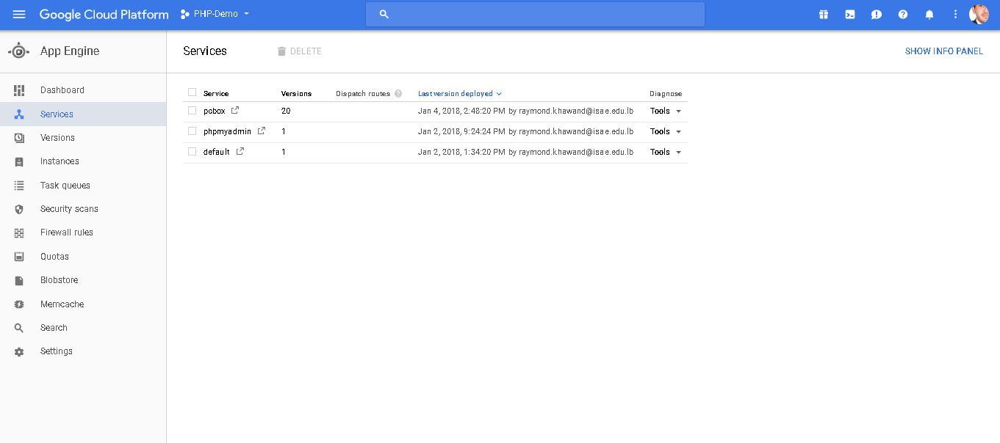 Google Cloud Platform PHP-Demo
App Engine
Services DELETE SHOW INFO PANEL
Dashboard
Services
Versions
Instances
Task queues
Security scans
Firewall rules
Quotas
Blobstore
Memcache
Search
Settings
Service Versions Dispatch routes Last version deployed Diagnose
pcbox 20 Jan 4, 2018, 2:48:20 PM by raymond.khawand@isae.edu.lb Tools
phpmyadmin 1 Jan 2, 2018, 9:24:24 PM by raymond.khawand@isae.edu.lb Tools
default 1 Jan 2, 2018, 1:34:20 PM by raymond.khawand@isae.edu.lb Tools